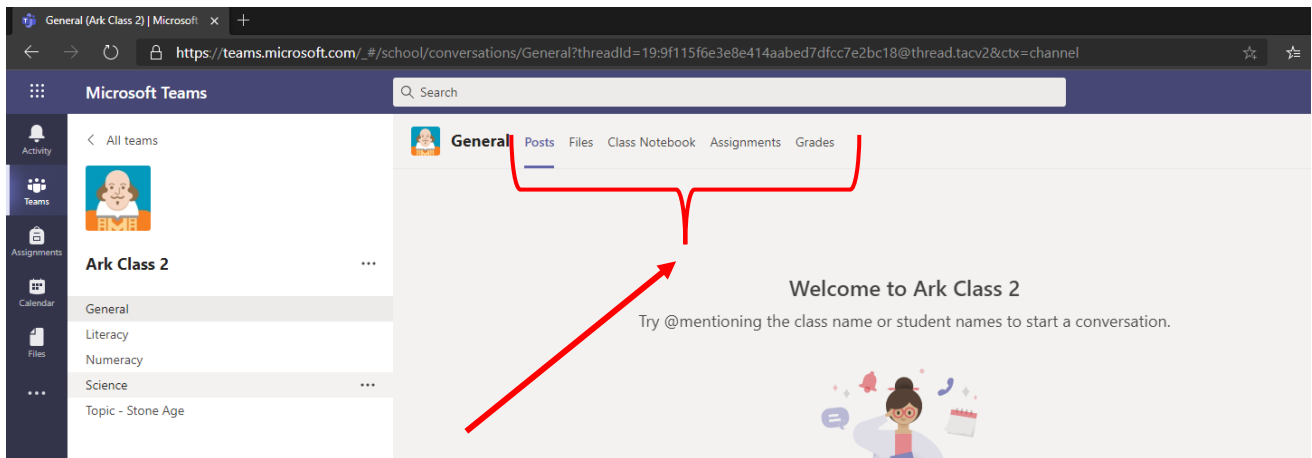 General (Ark Class 2) | Microsoft
https://teams.microsoft.com/_#/school/conversations/General?threadId=19:9f115f6e3e8e414aabed7dfcc7e2bc18@thread.tacv2&ctx=channel
Microsoft Teams
Search
Activity
Teams
Assignments
Calendar
Files
All teams
Ark Class 2
General
Literacy
Numeracy
Science
Topic - Stone Age
General Posts Files Class Notebook Assignments Grades
Welcome to Ark Class 2
Try @mentioning the class name or student names to start a conversation.